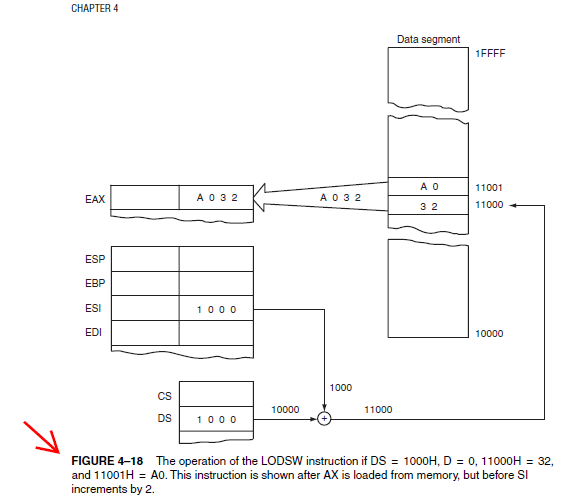 CHAPTER 4
Data segment
1FFFF
A 0 11001
EAX A 0 3 2 A 0 3 2
3 2 11000
ESP
EBP
ESI 1 0 0 0
EDI
10000
1000
CS
DS 1 0 0 0 10000 + 11000
FIGURE 4–18 The operation of the LODSW instruction if DS = 1000H, D = 0, 11000H = 32,
and 11001H = A0. This instruction is shown after AX is loaded from memory, but before SI
increments by 2.